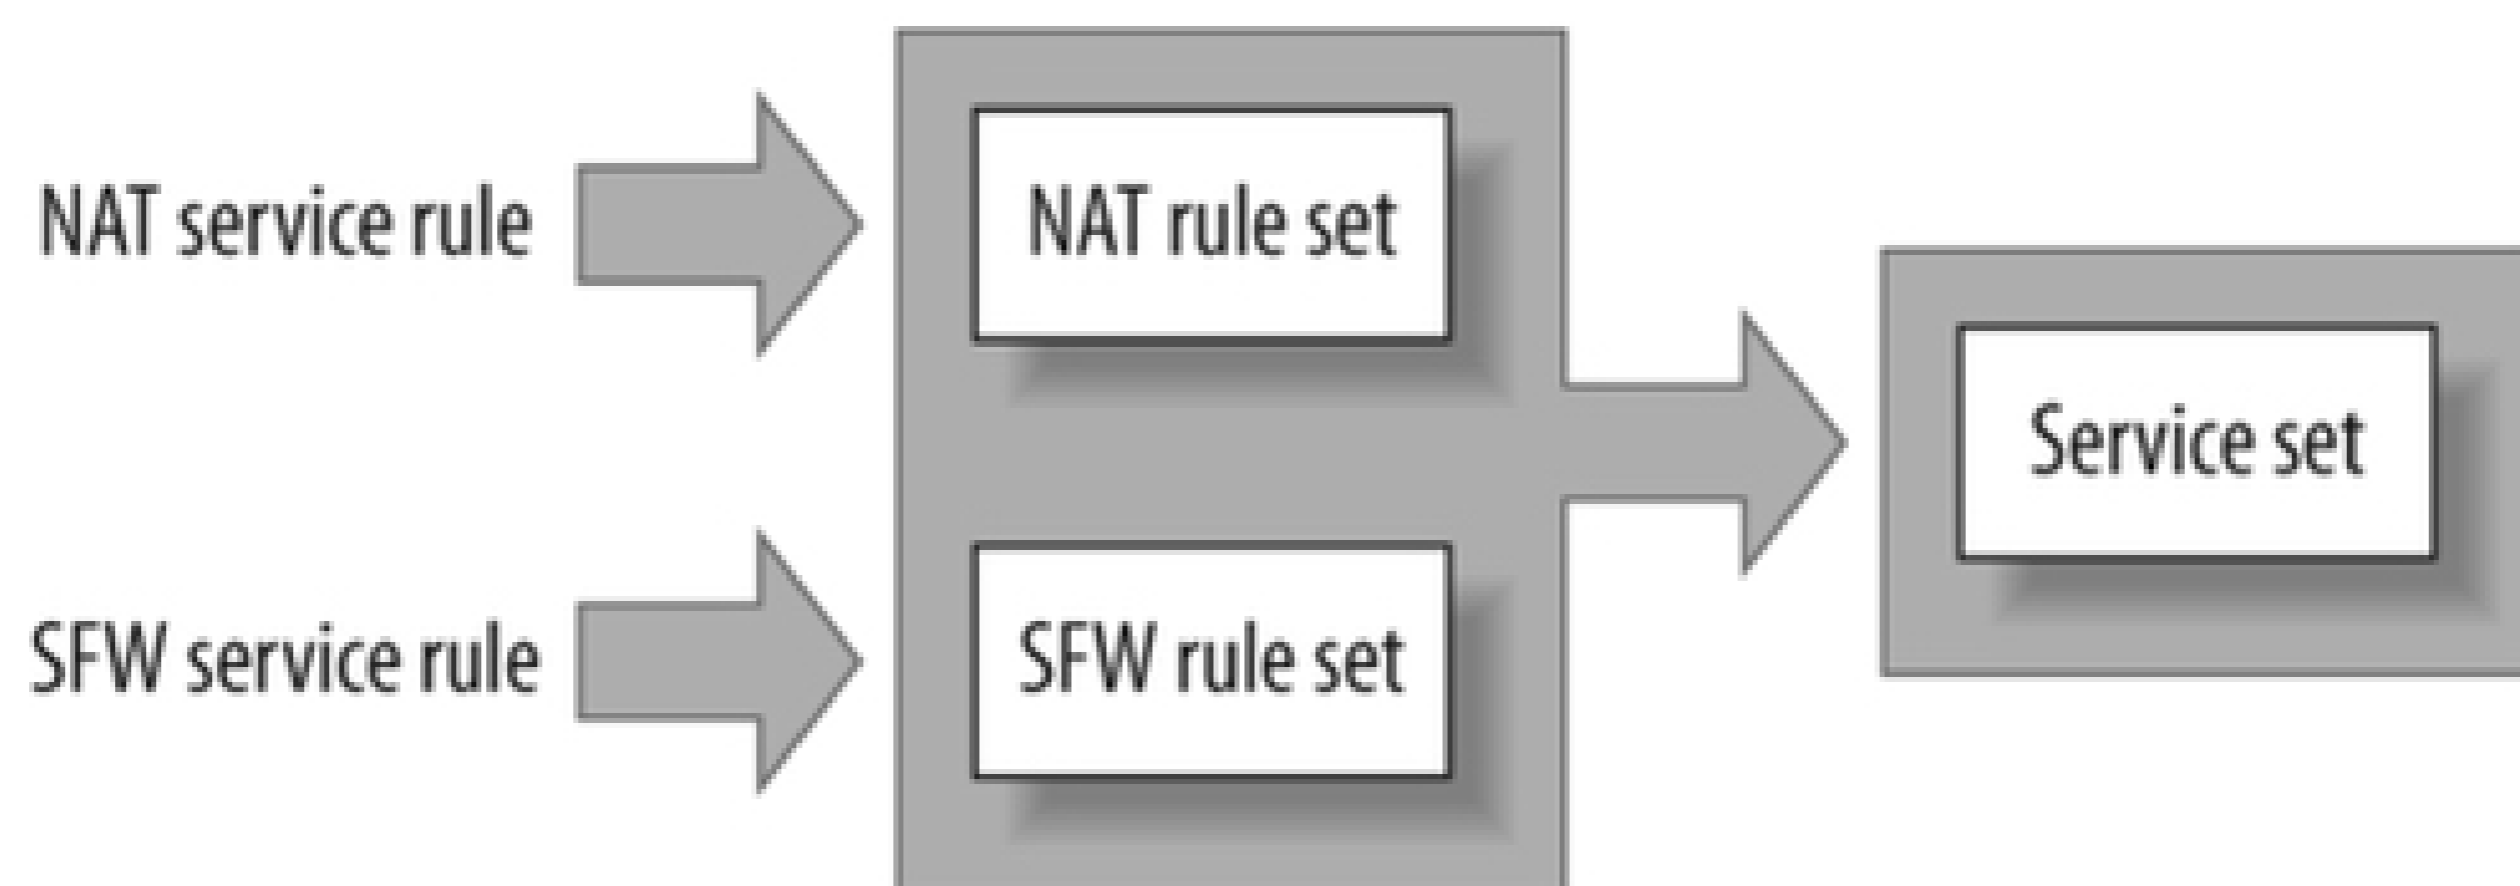 NAT service rule
NAT rule set
Service set
SFW service rule
SFW rule set